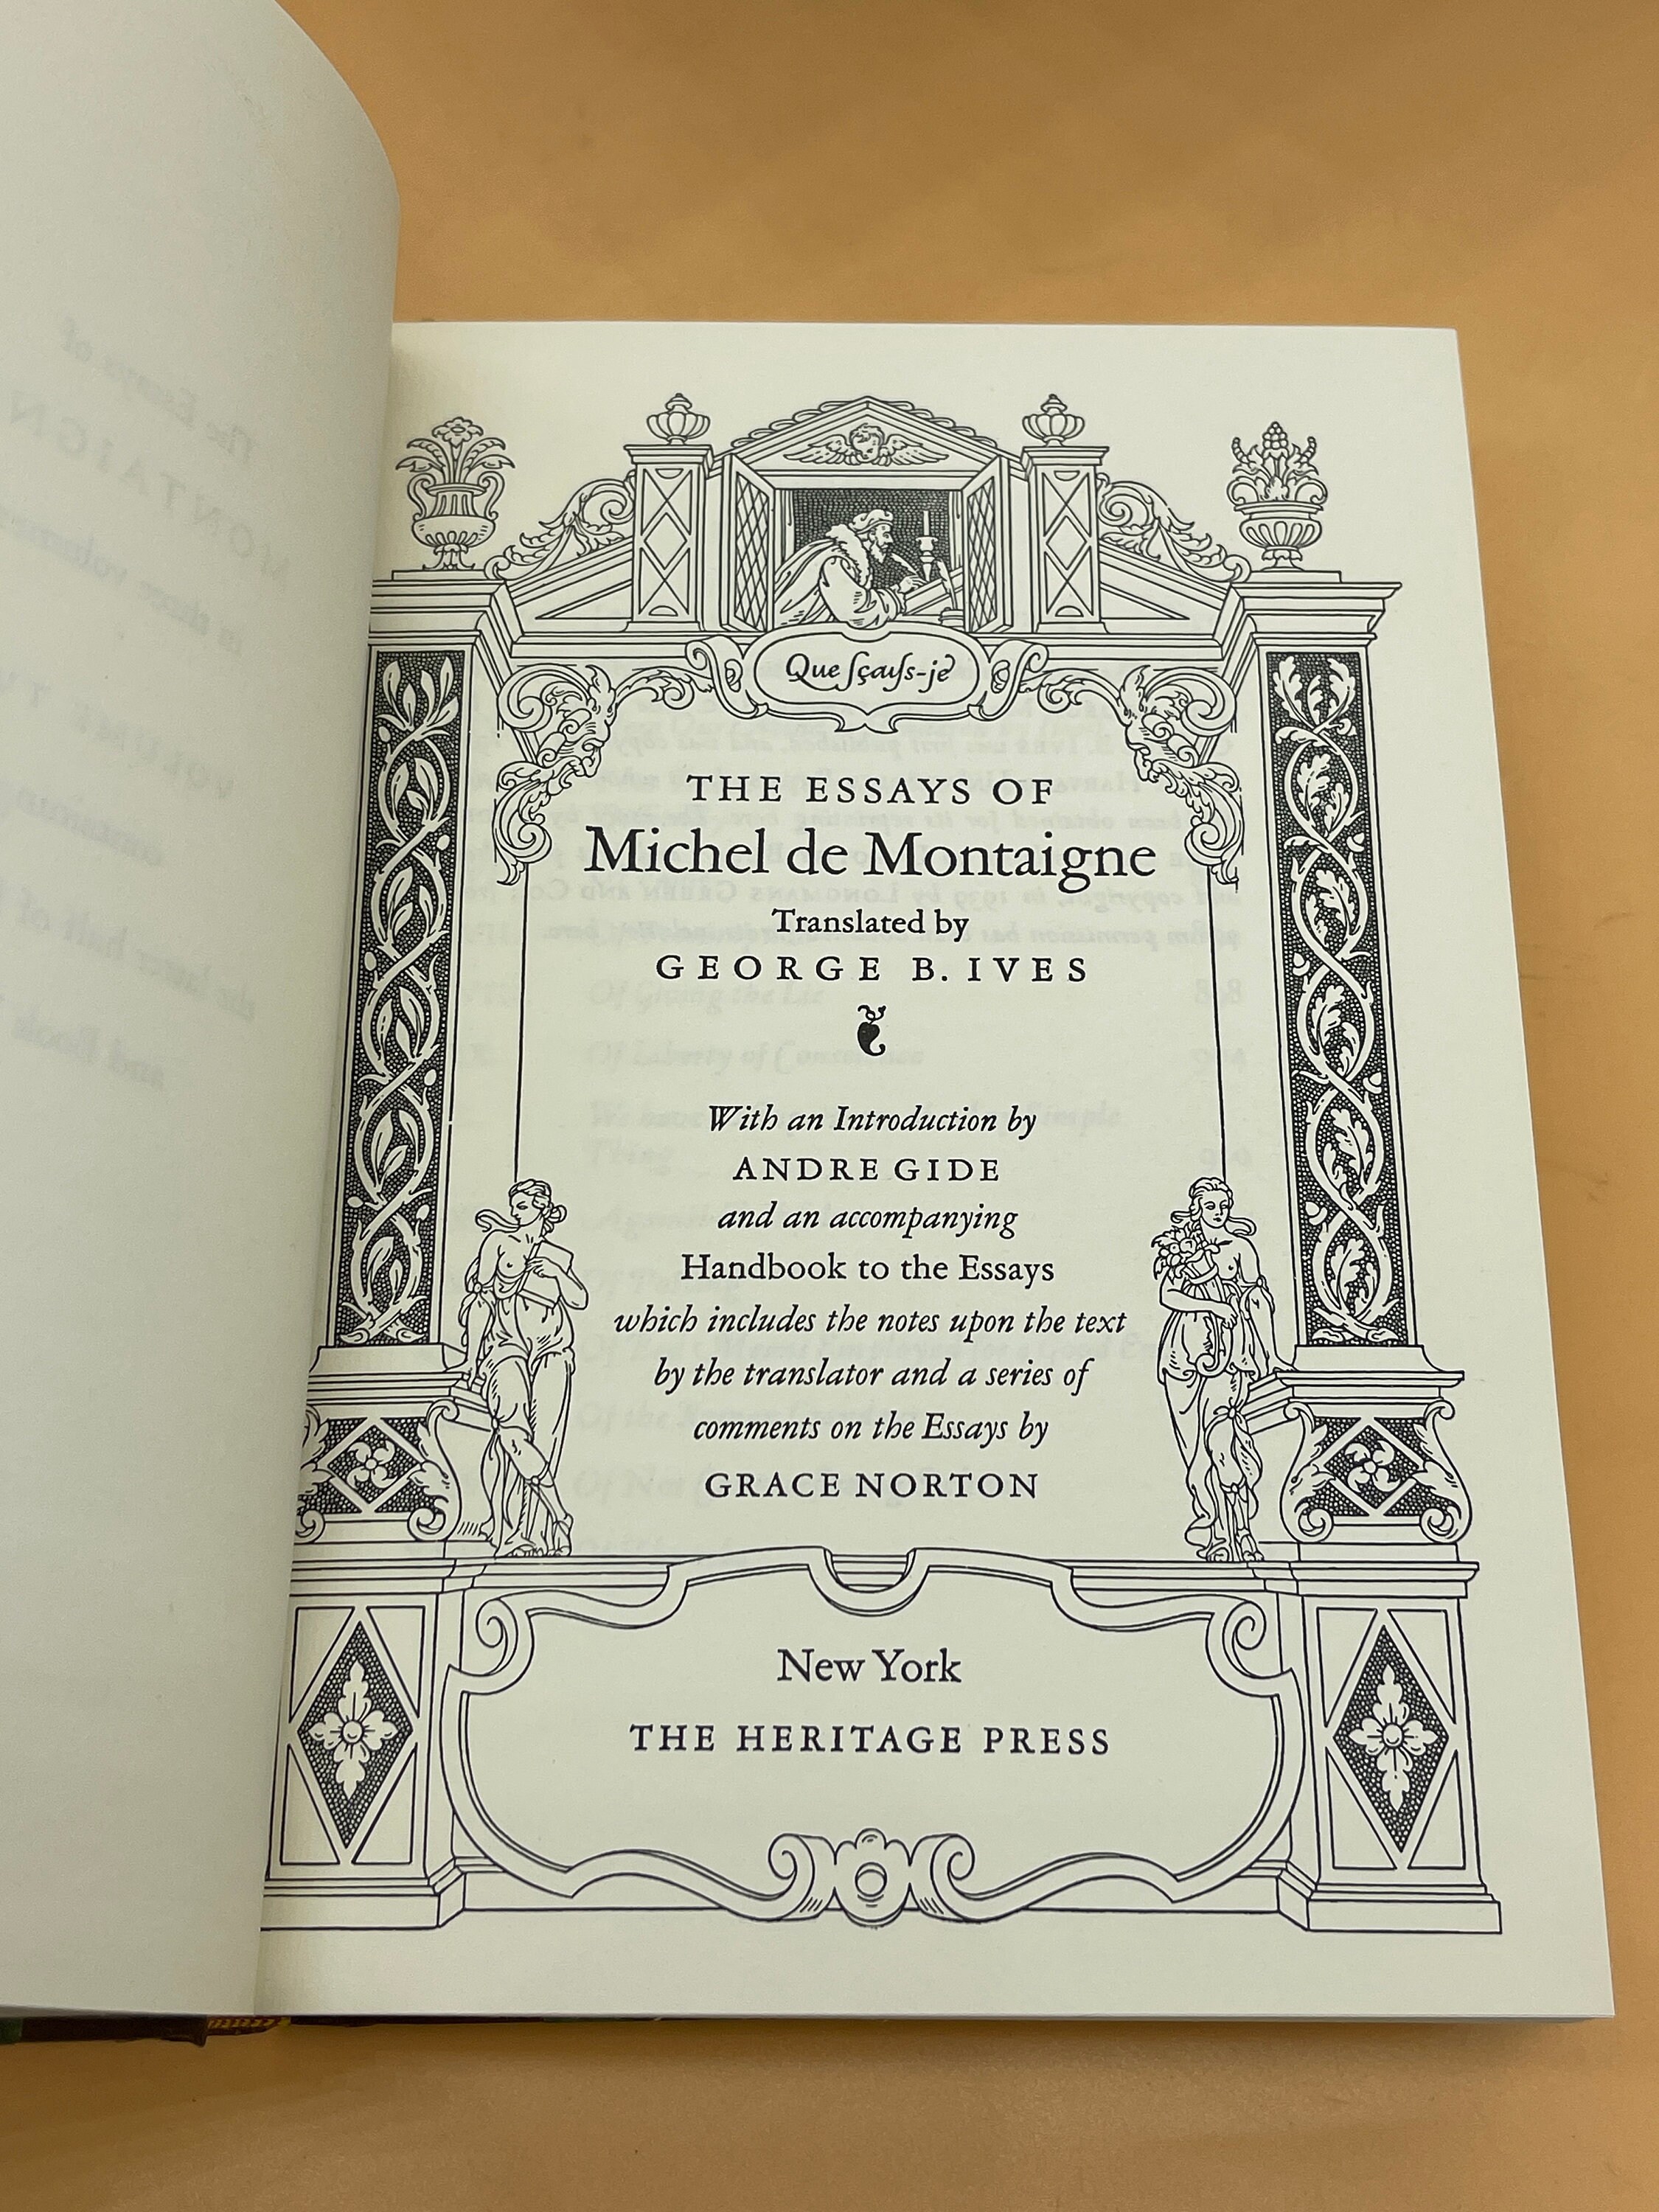 Que sçaẏs-je
THE ESSAYS OF
Michel de Montaigne
Translated by
GEORGE B. IVES
With an Introduction by
ANDRE GIDE
and an accompanying
Handbook to the Essays
which includes the notes upon the text
by the translator and a series of
comments on the Essays by
GRACE NORTON
New York
THE HERITAGE PRESS